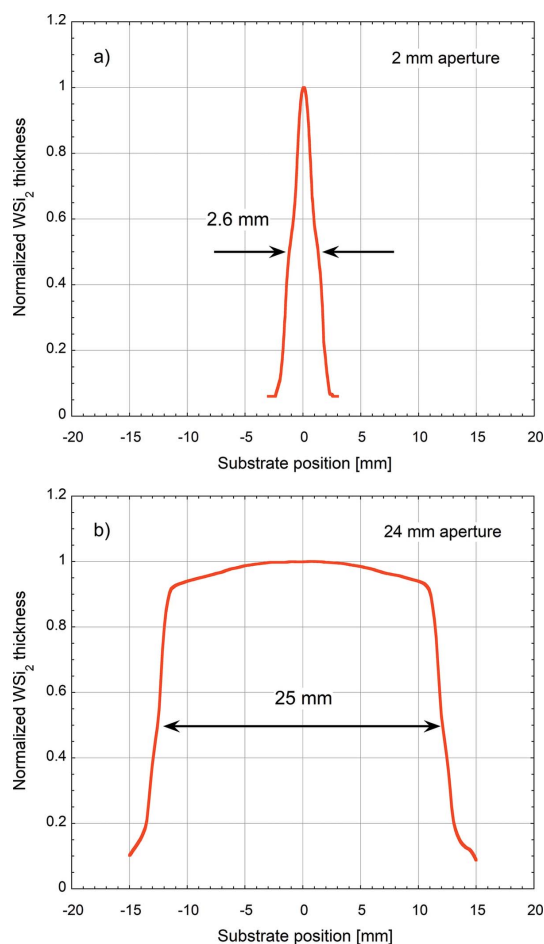 1.2
a)
2 mm aperture
1
0.8
0.6
2.6 mm
0.4
0.2
0
-20 -15 -10 -5 0 5 10 15 20
Normalized WSi₂ thickness
Substrate position [mm]
1.2
b)
24 mm aperture
1
0.8
0.6
25 mm
0.4
0.2
0
-20 -15 -10 -5 0 5 10 15 20
Normalized WSi₂ thickness
Substrate position [mm]